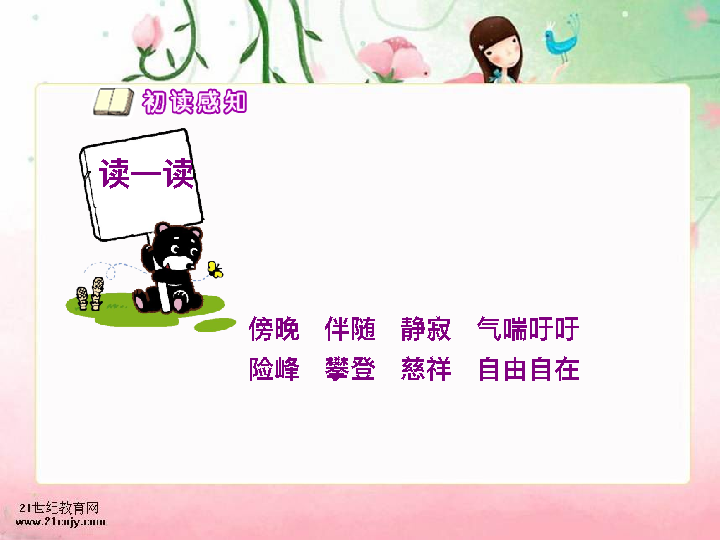 初读感知
读一读
傍晚 伴随 静寂 气喘吁吁
险峰 攀登 慈祥 自由自在
21世纪教育网
www.21cnjy.com